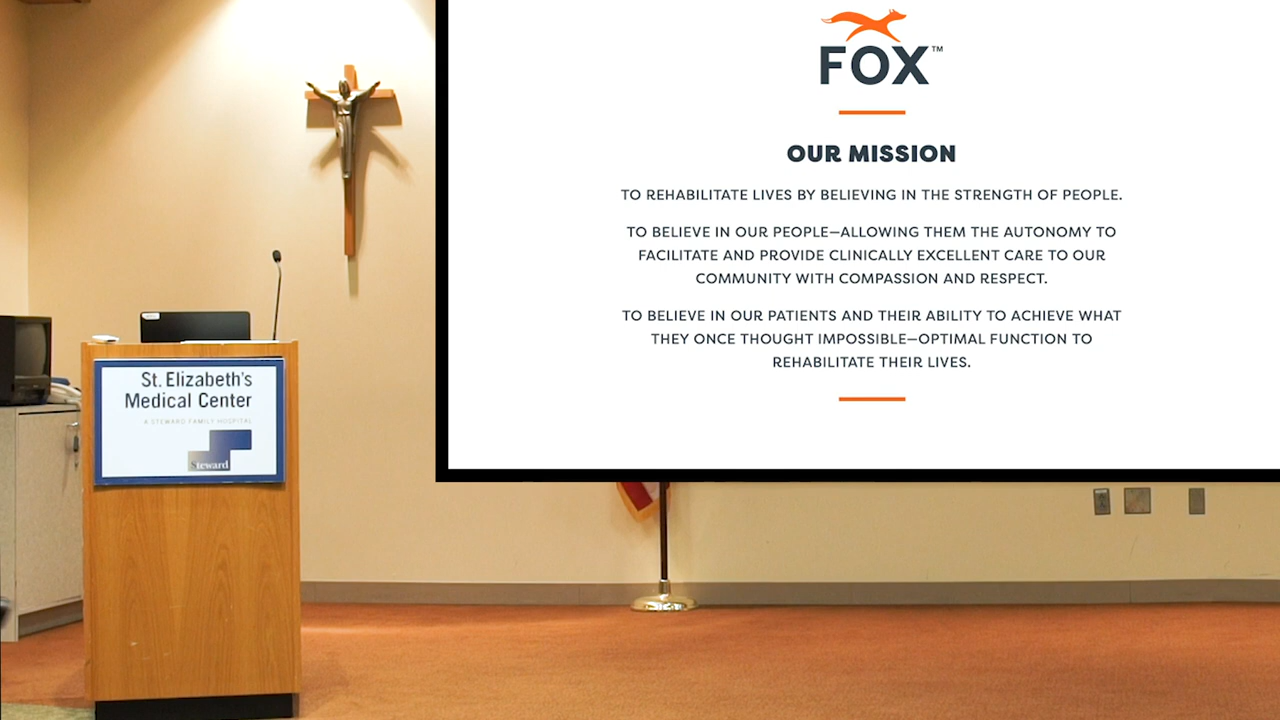 FOX™
OUR MISSION
TO REHABILITATE LIVES BY BELIEVING IN THE STRENGTH OF PEOPLE.
TO BELIEVE IN OUR PEOPLE—ALLOWING THEM THE AUTONOMY TO
FACILITATE AND PROVIDE CLINICALLY EXCELLENT CARE TO OUR
COMMUNITY WITH COMPASSION AND RESPECT.
TO BELIEVE IN OUR PATIENTS AND THEIR ABILITY TO ACHIEVE WHAT
THEY ONCE THOUGHT IMPOSSIBLE—OPTIMAL FUNCTION TO
REHABILITATE THEIR LIVES.
St. Elizabeth's
Medical Center
A STEWARD FAMILY HOSPITAL
Steward